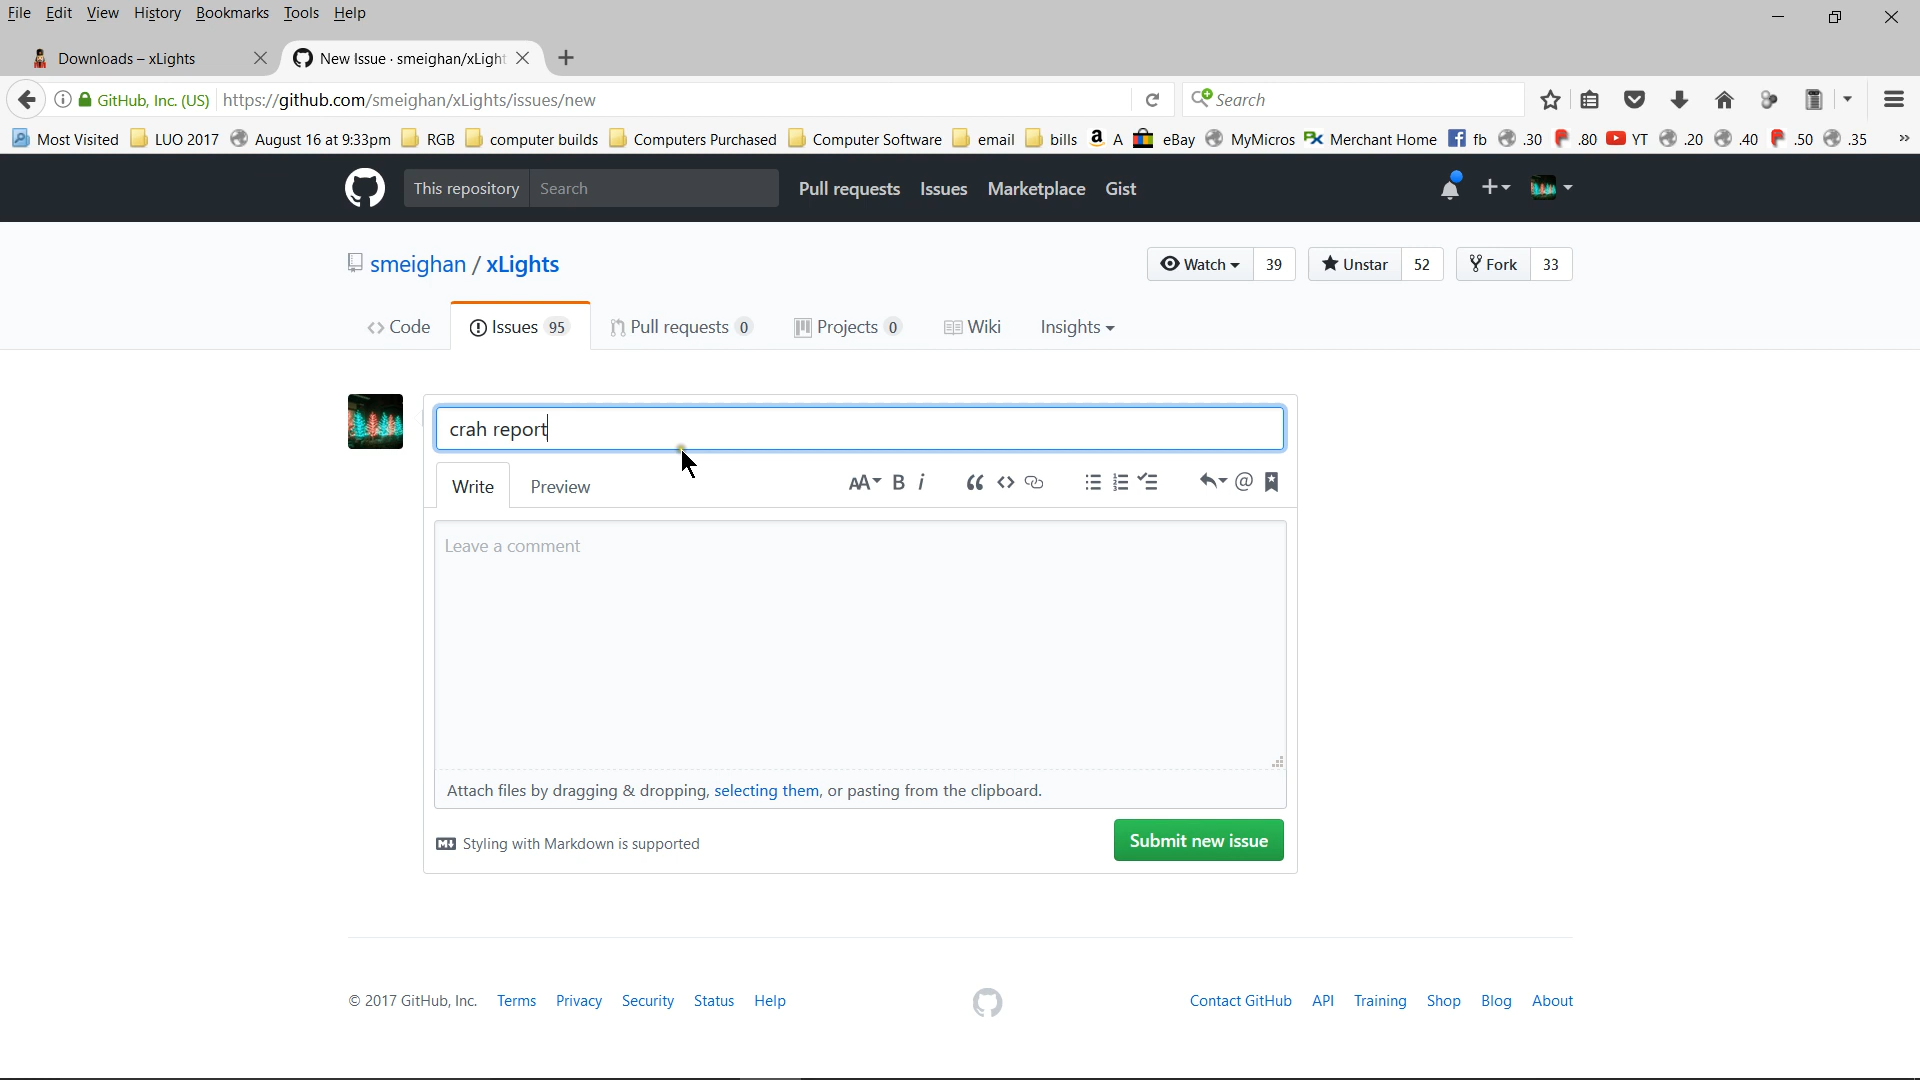 File Edit View History Bookmarks Tools Help
Downloads – xLights New Issue · smeighan/xLight
GitHub, Inc. (US) https://github.com/smeighan/xLights/issues/new Search
Most Visited LUO 2017 August 16 at 9:33pm RGB computer builds Computers Purchased Computer Software email bills A eBay MyMicros Merchant Home fb .30 .80 YT .20 .40 .50 .35 »
This repository Search Pull requests Issues Marketplace Gist
smeighan / xLights Watch 39 Unstar 52 Fork 33
Code Issues 95 Pull requests 0 Projects 0 Wiki Insights
crah report
Write Preview AA B i
Leave a comment
Attach files by dragging & dropping, selecting them, or pasting from the clipboard.
Styling with Markdown is supported Submit new issue
© 2017 GitHub, Inc. Terms Privacy Security Status Help Contact GitHub API Training Shop Blog About